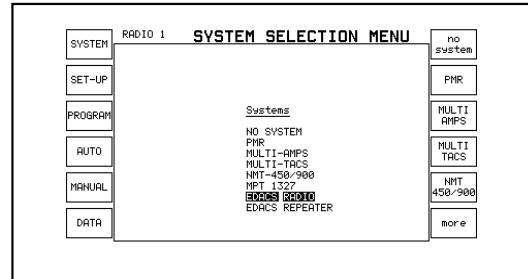 RADIO 1 SYSTEM SELECTION MENU
SYSTEM
SET-UP
PROGRAM
AUTO
MANUAL
DATA
Systems
NO SYSTEM
PMR
MULTI-AMPS
MULTI-TACS
NMT-450/900
MPT 1327
EDACS RADIO
EDACS REPEATER
no
system
PMR
MULTI
AMPS
MULTI
TACS
NMT
450/900
more